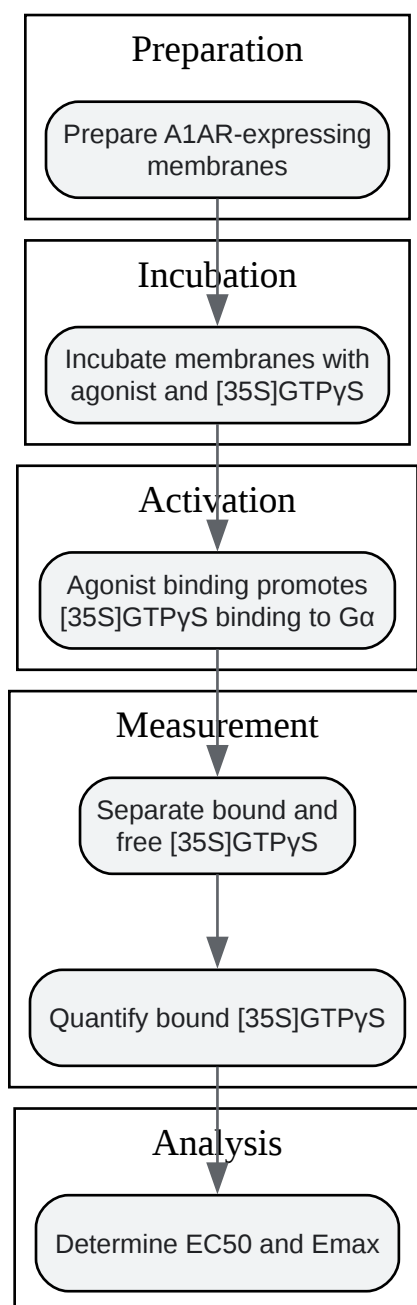 Preparation
Prepare A1AR-expressing
membranes
Incubation
Incubate membranes with
agonist and [35S]GTPγS
Activation
Agonist binding promotes
[35S]GTPγS binding to Gα
Measurement
Separate bound and
free [35S]GTPγS
Quantify bound [35S]GTPγS
Analysis
Determine EC50 and Emax